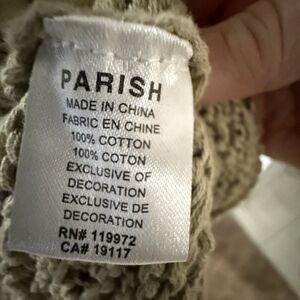 PARISH
MADE IN CHINA
FABRIC EN CHINE
100% COTTON
100% COTON
EXCLUSIVE OF
DECORATION
EXCLUSIVE DE
DECORATION
RN# 119972
CA# 19117